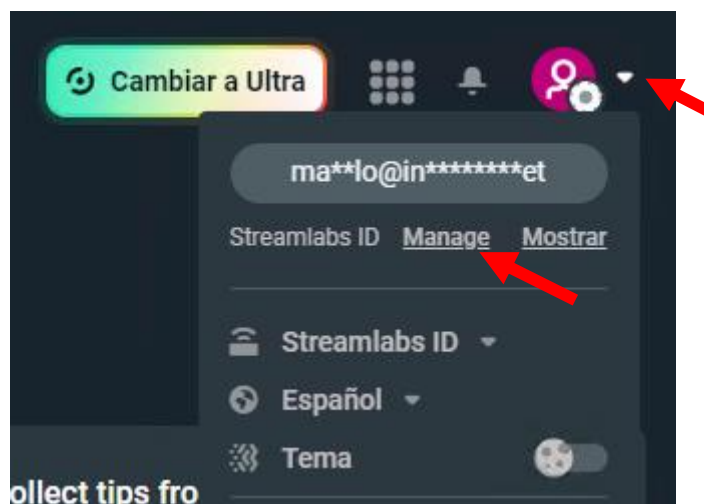 Cambiar a Ultra
ma**lo@in********et
Streamlabs ID Manage Mostrar
Streamlabs ID
Español
Tema
ollect tips fro